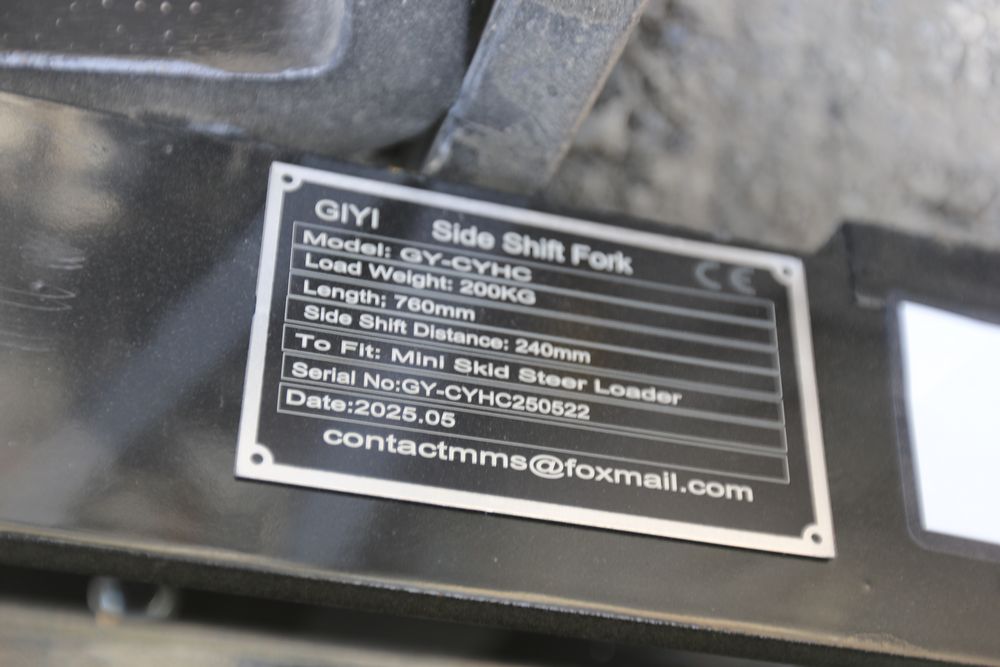 GIYI Side Shift Fork CE
Model: GY-CYHC
Load Weight: 200KG
Length: 760mm
Side Shift Distance: 240mm
To Fit: Mini Skid Steer Loader
Serial No:GY-CYHC250522
Date:2025.05
contactmms@foxmail.com